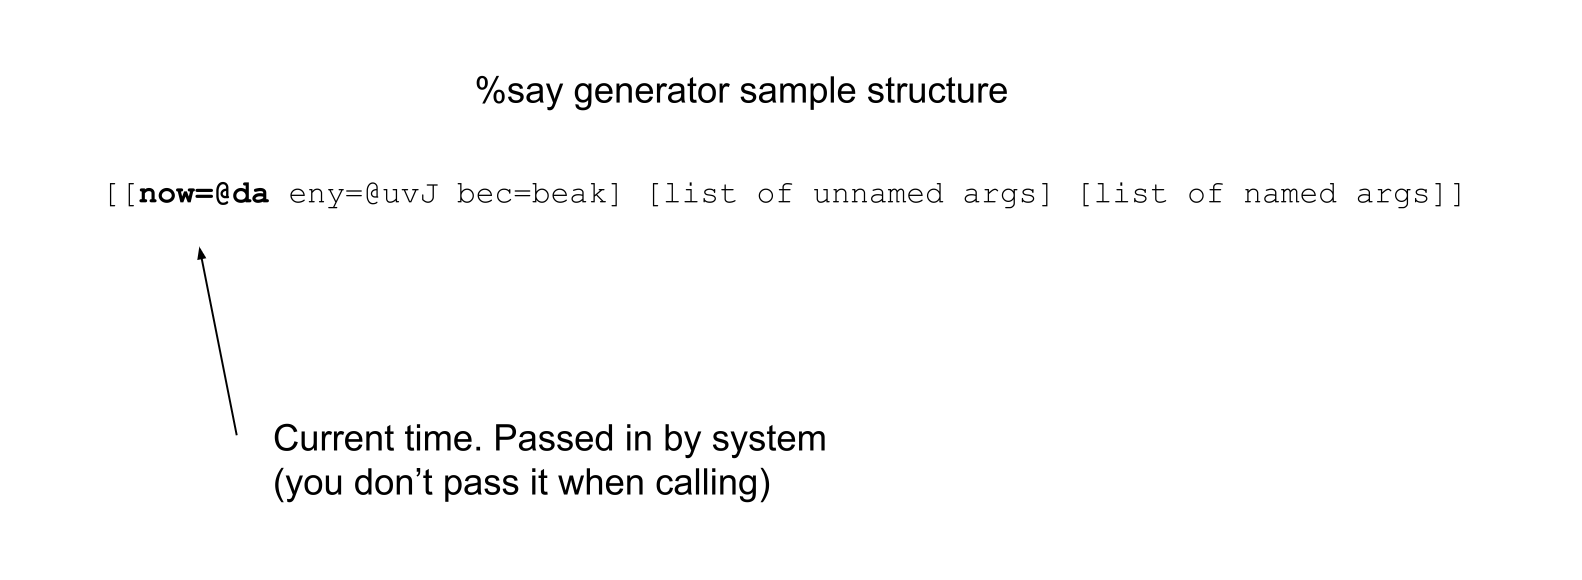 %say generator sample structure
[[now=@da eny=@uvJ bec=beak] [list of unnamed args] [list of named args]]
Current time. Passed in by system
(you don’t pass it when calling)